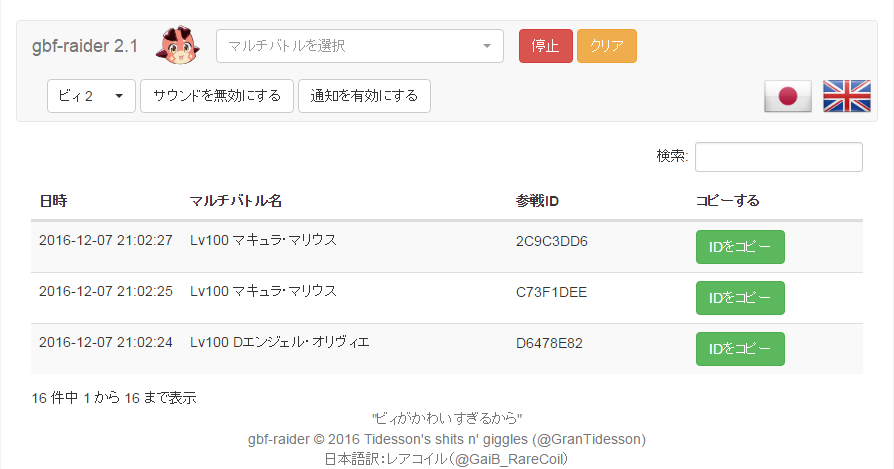 gbf-raider 2.1 マルチバトルを選択 停止 クリア
ビィ2 サウンドを無効にする 通知を有効にする
検索:
日時 マルチバトル名 参戦ID コピーする
2016-12-07 21:02:27 Lv100 マキュラ・マリウス 2C9C3DD6 IDをコピー
2016-12-07 21:02:25 Lv100 マキュラ・マリウス C73F1DEE IDをコピー
2016-12-07 21:02:24 Lv100 Dエンジェル・オリヴィエ D6478E82 IDをコピー
16 件中 1 から 16 まで表示
"ビィがかわいすぎるから"
gbf-raider © 2016 Tidesson's shits n' giggles (@GranTidesson)
日本語訳：レアコイル（@GaiB_RareCoil）